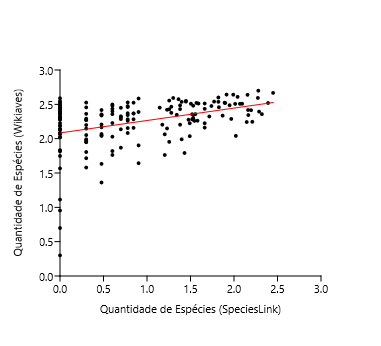 3.0
2.5
2.0
1.5
1.0
0.5
0.0
Quantidade de Espécies (Wikiaves)
0.0 0.5 1.0 1.5 2.0 2.5 3.0
Quantidade de Espécies (SpeciesLink)